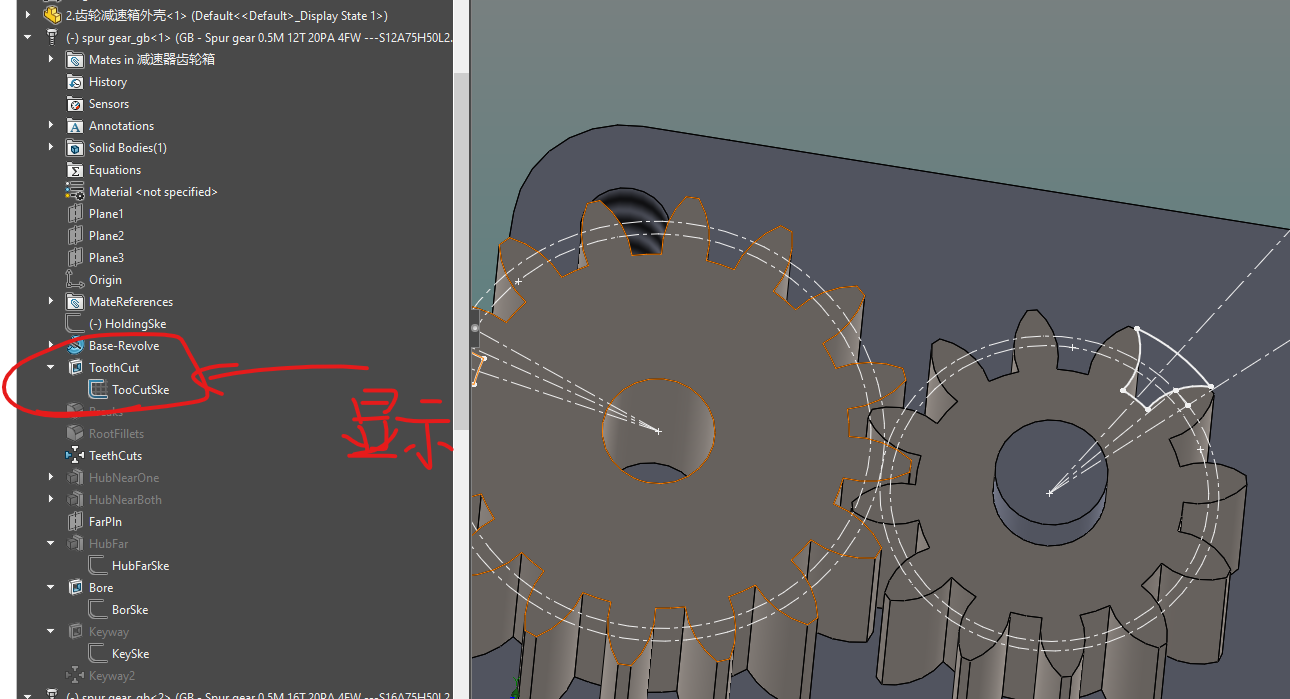 2.齿轮减速箱外壳<1> (Default<<Default>_Display State 1>)
(-) spur gear_gb<1> (GB - Spur gear 0.5M 12T 20PA 4FW ---S12A75H50L2.
Mates in 减速器齿轮箱
History
Sensors
Annotations
Solid Bodies(1)
Equations
Material <not specified>
Plane1
Plane2
Plane3
Origin
MateReferences
(-) HoldingSke
Base-Revolve
ToothCut
TooCutSke
显示
Breaks
RootFillets
TeethCuts
HubNearOne
HubNearBoth
FarPln
HubFar
HubFarSke
Bore
BorSke
Keyway
KeySke
Keyway2
(-) spur gear_gb<2> (GB - Spur gear 0.5M 16T 20PA 4FW ---S16A75H50L2